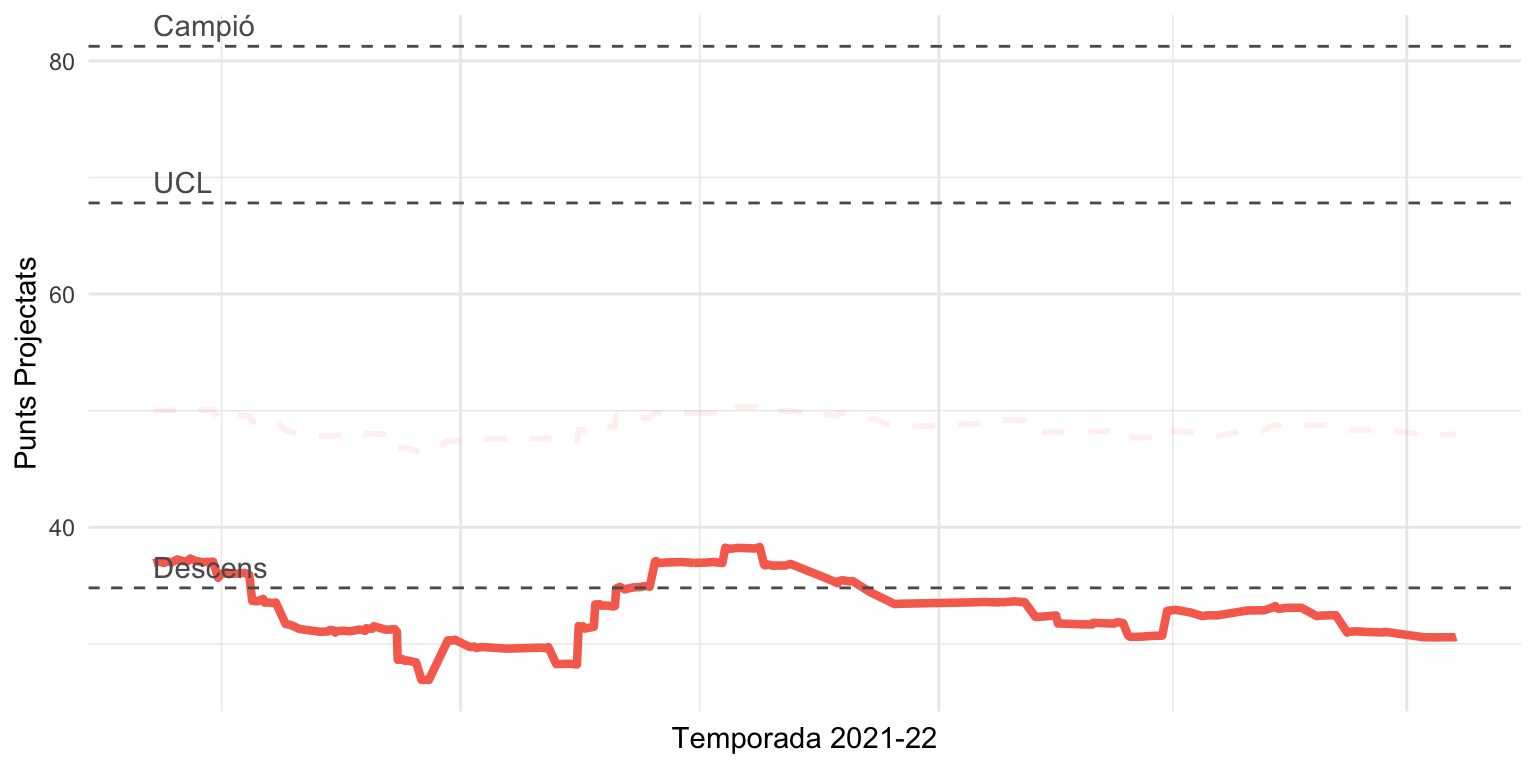 Campió
80
UCL
60
Punts Projectats
40
Descens
Temporada 2021-22